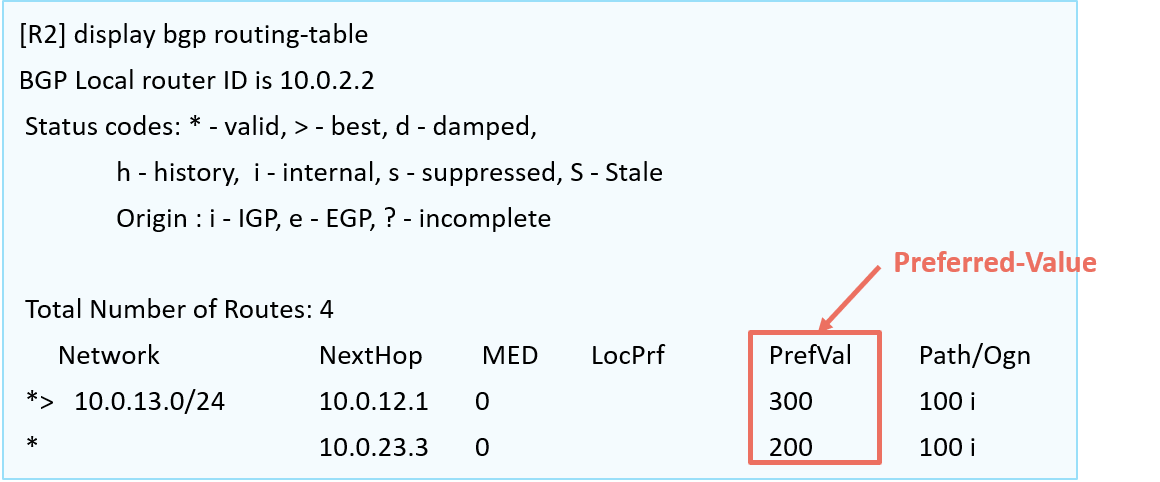 [R2] display bgp routing-table
BGP Local router ID is 10.0.2.2
Status codes: * - valid, > - best, d - damped,
h - history,  i - internal, s - suppressed, S - Stale
Origin : i - IGP, e - EGP, ? - incomplete
Preferred-Value
Total Number of Routes: 4
Network NextHop MED LocPrf PrefVal Path/Ogn
*> 10.0.13.0/24 10.0.12.1 0 300 100 i
* 10.0.23.3 0 200 100 i